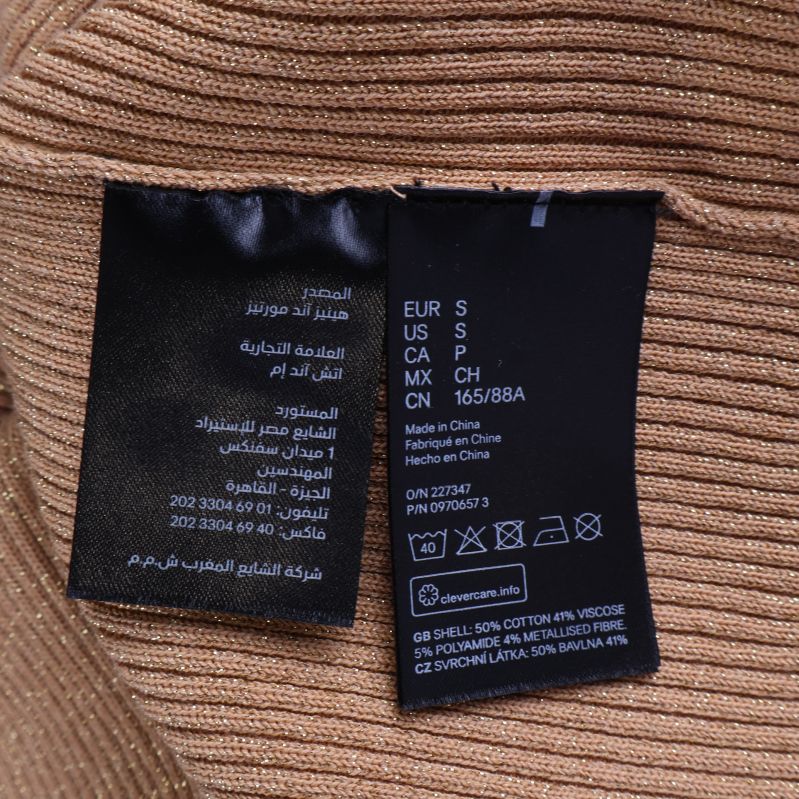 المصدر
هينيز آند مورتيز
العلامة التجارية
اتش آند إم
المستورد
الشايع مصر للإستيراد
1 ميدان سفنكس
المهندسين
الجيزة - القاهرة
تليفون: 01 69 3304 202
فاكس: 40 69 3304 202
شركة الشايع المغرب ش.م.م
EUR S
US S
CA P
MX CH
CN 165/88A
Made in China
Fabriqué en Chine
Hecho en China
O/N 227347
P/N 0970657 3
40
clevercare.info
GB SHELL: 50% COTTON 41% VISCOSE
5% POLYAMIDE 4% METALLISED FIBRE.
CZ SVRCHNÍ LÁTKA: 50% BAVLNA 41%